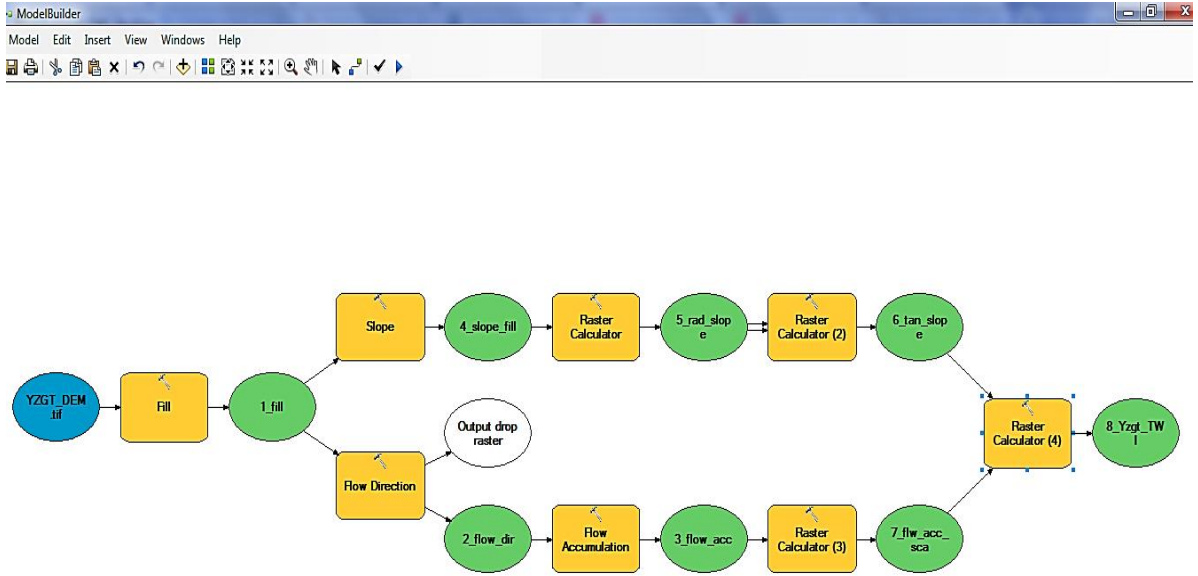 ModelBuilder
Model Edit Insert View Windows Help
Slope
4_slope_fill
Raster
Calculator
5_rad_slop
e
Raster
Calculator (2)
6_tan_slop
e
YZGT_DEM
.tif
Fill
1_fill
Output drop
raster
Raster
Calculator (4)
8_Yzgt_TW
I
Flow Direction
2_flow_dir
Flow
Accumulation
3_flow_acc
Raster
Calculator (3)
7_flw_acc_
sca